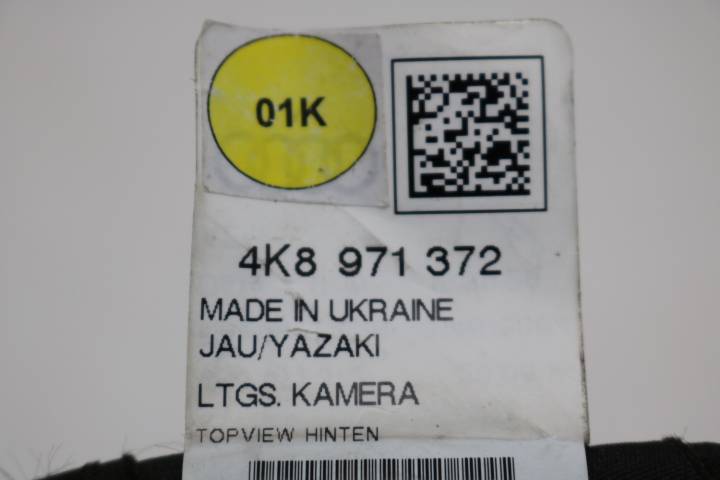 01K
4K8 971 372
MADE IN UKRAINE
JAU/YAZAKI
LTGS. KAMERA
TOPVIEW HINTEN